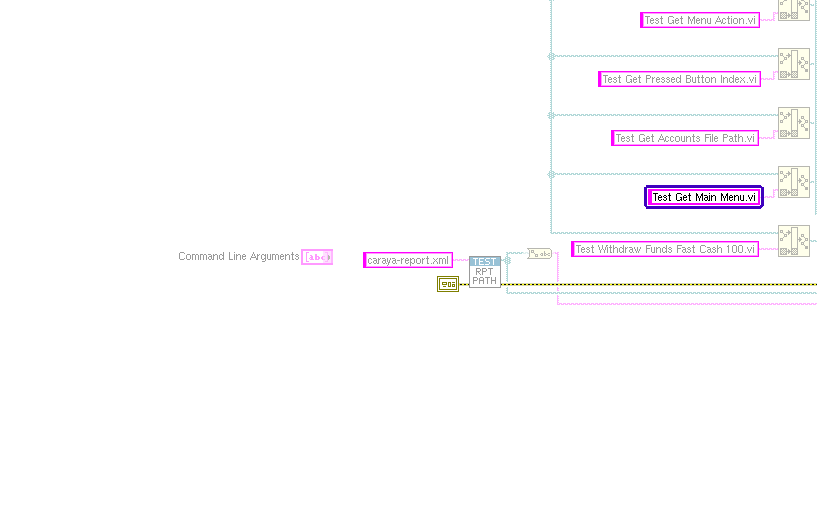 Test Get Menu Action.vi
Test Get Pressed Button Index.vi
Test Get Accounts File Path.vi
Test Get Main Menu.vi
Test Withdraw Funds Fast Cash 100.vi
Command Line Arguments
abc
caraya-report.xml
TEST
RPT
PATH
abc